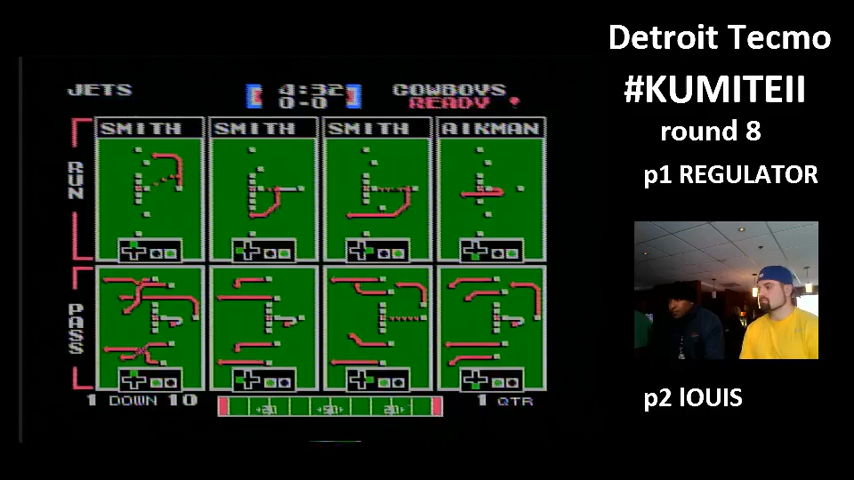 Detroit Tecmo
#KUMITEII
round 8
p1 REGULATOR
p2 lOUIS
JETS
4:32
0-0
COWBOYS
READY
SMITH
SMITH
SMITH
AIKMAN
RUN
PASS
1 DOWN 10
20
50
20
1 QTR